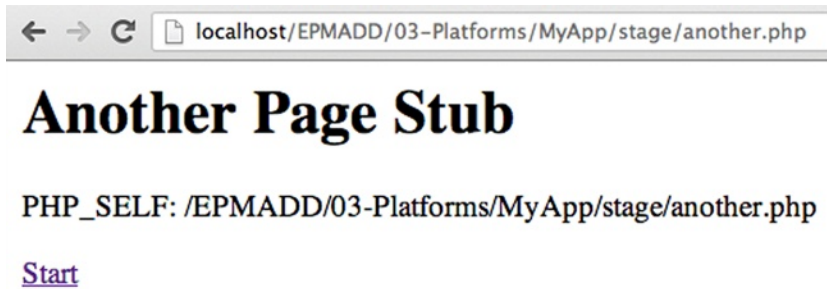 localhost/EPMADD/03-Platforms/MyApp/stage/another.php
Another Page Stub
PHP_SELF: /EPMADD/03-Platforms/MyApp/stage/another.php
Start